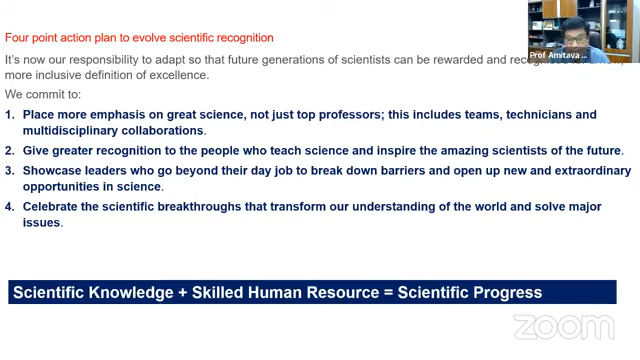 Four point action plan to evolve scientific recognition
It's now our responsibility to adapt so that future generations of scientists can be rewarded and
more inclusive definition of excellence.
We commit to:
1. Place more emphasis on great science, not just top professors; this includes teams, technicians and
multidisciplinary collaborations.
2. Give greater recognition to the people who teach science and inspire the amazing scientists of the future.
3. Showcase leaders who go beyond their day job to break down barriers and open up new and extraordinary
opportunities in science.
4. Celebrate the scientific breakthroughs that transform our understanding of the world and solve major
issues.
Scientific Knowledge + Skilled Human Resource = Scientific Progress
Prof Amitava ...
zoom